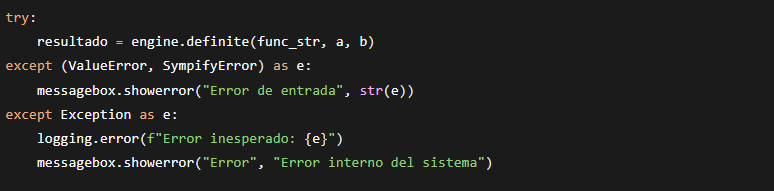 try:
    resultado = engine.definite(func_str, a, b)
except (ValueError, SympifyError) as e:
    messagebox.showerror("Error de entrada", str(e))
except Exception as e:
    logging.error(f"Error inesperado: {e}")
    messagebox.showerror("Error", "Error interno del sistema")